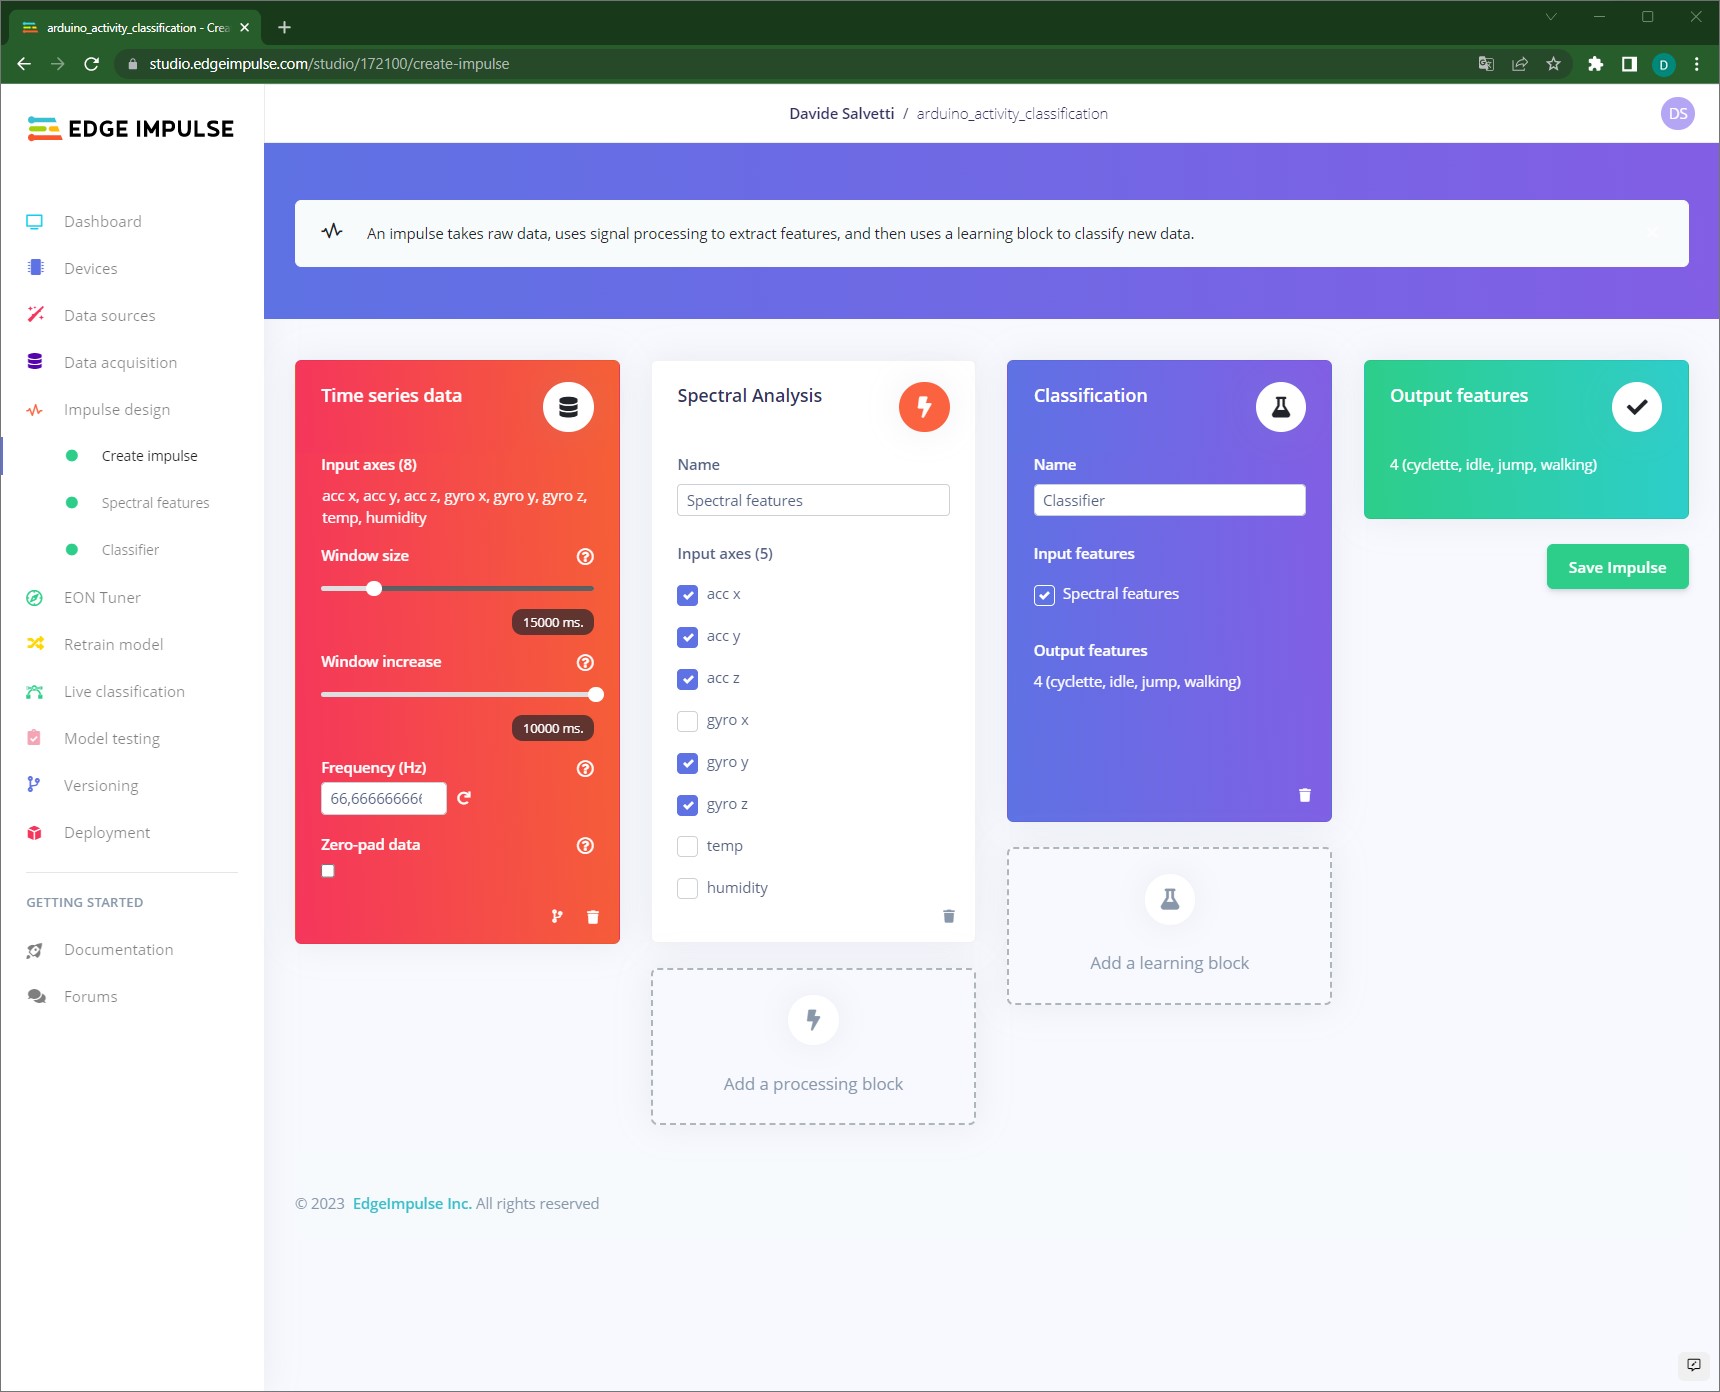 arduino_activity_classification - Crea
studio.edgeimpulse.com/studio/172100/create-impulse
D
EDGE IMPULSE
Davide Salvetti / arduino_activity_classification
DS
An impulse takes raw data, uses signal processing to extract features, and then uses a learning block to classify new data.
Dashboard
Devices
Data sources
Data acquisition
Impulse design
Create impulse
Spectral features
Classifier
EON Tuner
Retrain model
Live classification
Model testing
Versioning
Deployment
GETTING STARTED
Documentation
Forums
Time series data
Input axes (8)
acc x, acc y, acc z, gyro x, gyro y, gyro z,
temp, humidity
Window size
15000 ms.
Window increase
10000 ms.
Frequency (Hz)
66,666666666
Zero-pad data
Spectral Analysis
Name
Spectral features
Input axes (5)
acc x
acc y
acc z
gyro x
gyro y
gyro z
temp
humidity
Add a processing block
Classification
Name
Classifier
Input features
Spectral features
Output features
4 (cyclette, idle, jump, walking)
Add a learning block
Output features
4 (cyclette, idle, jump, walking)
Save Impulse
© 2023 EdgeImpulse Inc. All rights reserved